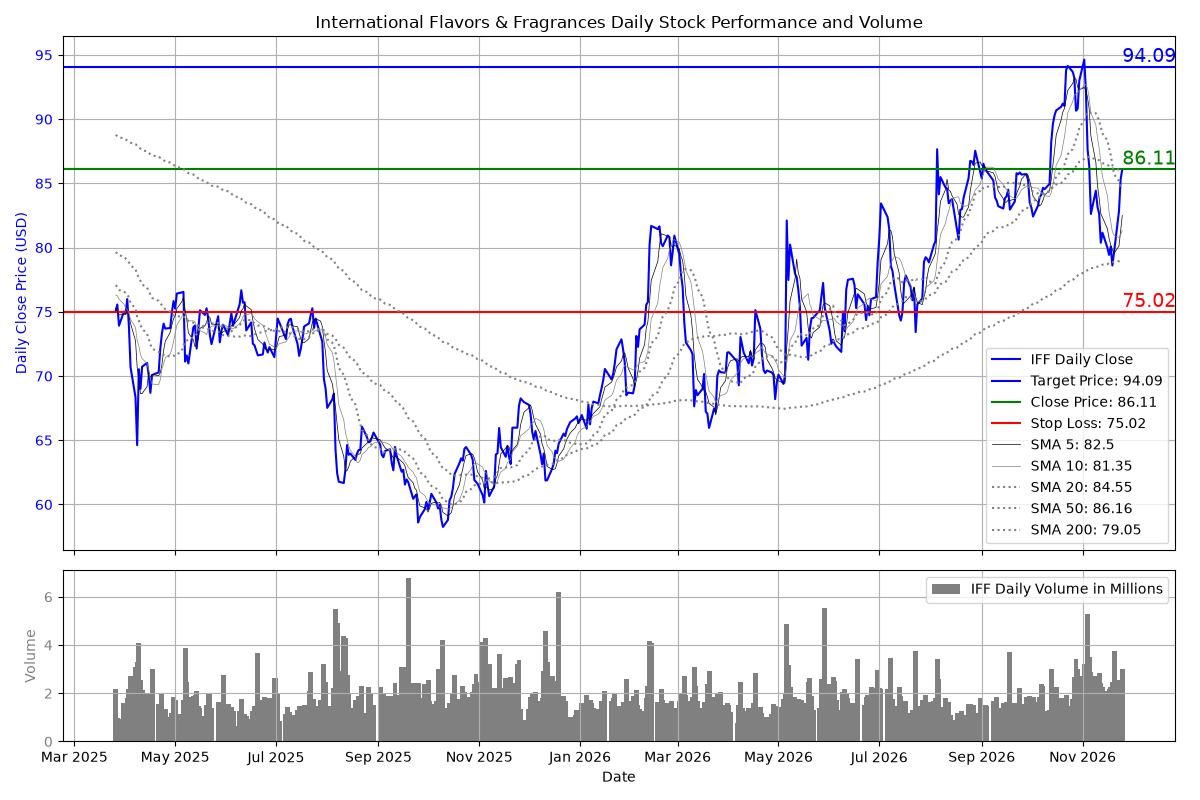 International Flavors & Fragrances Daily Stock Performance and Volume
Daily Close Price (USD)
95
90
85
80
75
70
65
60
94.09
86.11
75.02
IFF Daily Close
Target Price: 94.09
Close Price: 86.11
Stop Loss: 75.02
SMA 5: 82.5
SMA 10: 81.35
SMA 20: 84.55
SMA 50: 86.16
SMA 200: 79.05
Volume
6
4
2
0
IFF Daily Volume in Millions
Mar 2025 May 2025 Jul 2025 Sep 2025 Nov 2025 Jan 2026 Mar 2026 May 2026 Jul 2026 Sep 2026 Nov 2026
Date